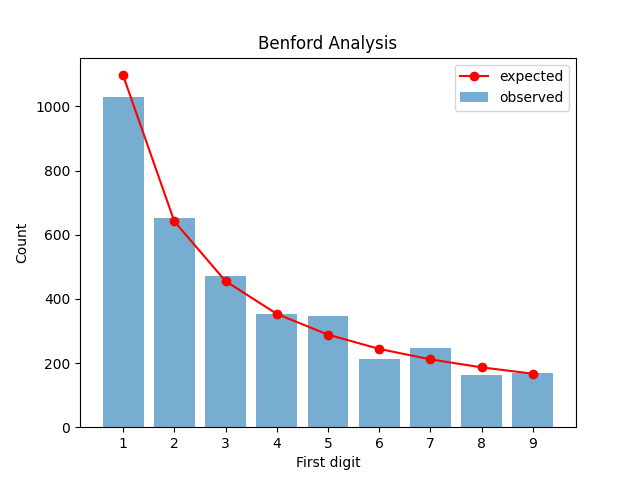 Benford Analysis
expected
observed
Count
1000
800
600
400
200
0
1 2 3 4 5 6 7 8 9
First digit